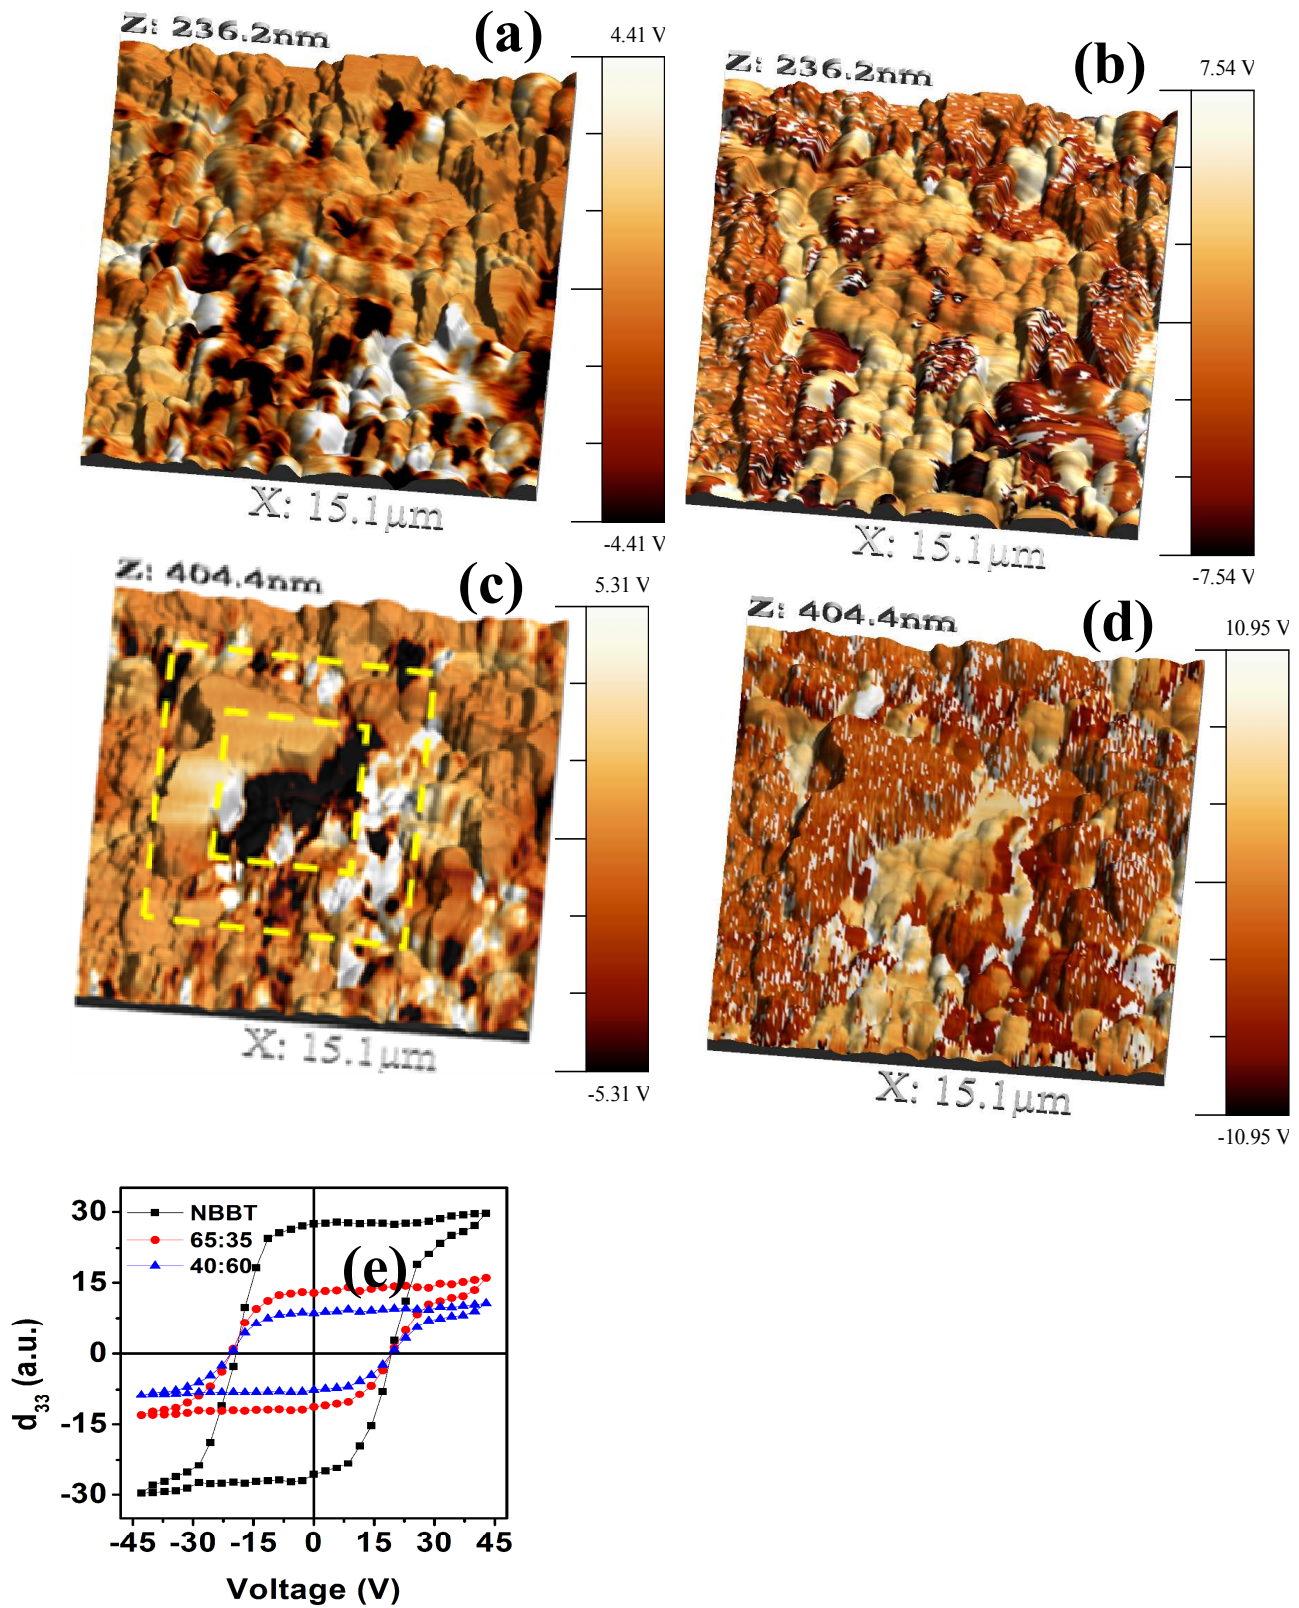 Z: 236.2nm
(a)
4.41 V
-4.41 V
X: 15.1µm
Z: 236.2nm
(b)
7.54 V
-7.54 V
X: 15.1µm
Z: 404.4nm
(c)
5.31 V
-5.31 V
X: 15.1µm
Z: 404.4nm
(d)
10.95 V
-10.95 V
X: 15.1µm
(e)
NBBT
65:35
40:60
d33 (a.u.)
30
15
0
-15
-30
-45 -30 -15 0 15 30 45
Voltage (V)